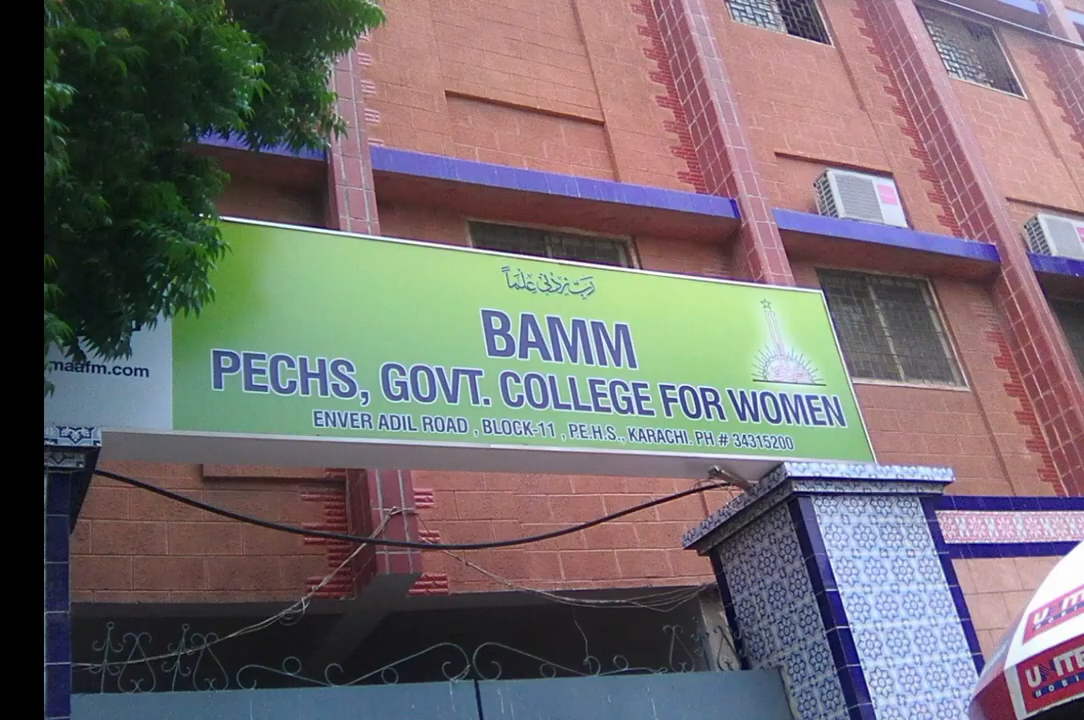 رَبِّ زِدْنِي عِلْمًا
BAMM
PECHS, GOVT. COLLEGE FOR WOMEN
ENVER ADIL ROAD , BLOCK-11 , P.E.H.S., KARACHI. PH # 34315200
maafm.com